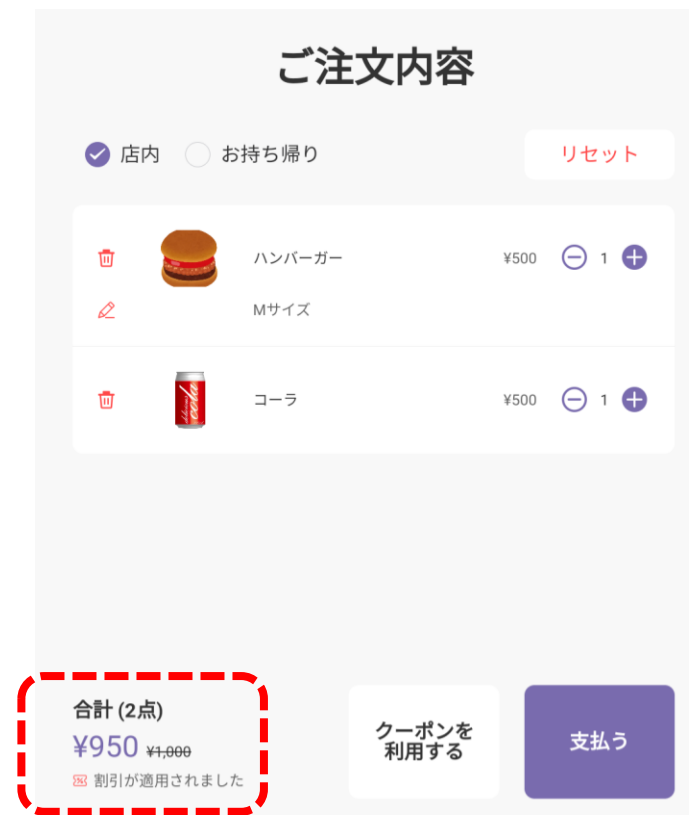 ご注文内容
店内 お持ち帰り リセット
ハンバーガー ¥500 1
Mサイズ
コーラ ¥500 1
合計 (2点)
¥950 ¥1,000
割引が適用されました
クーポンを
利用する
支払う